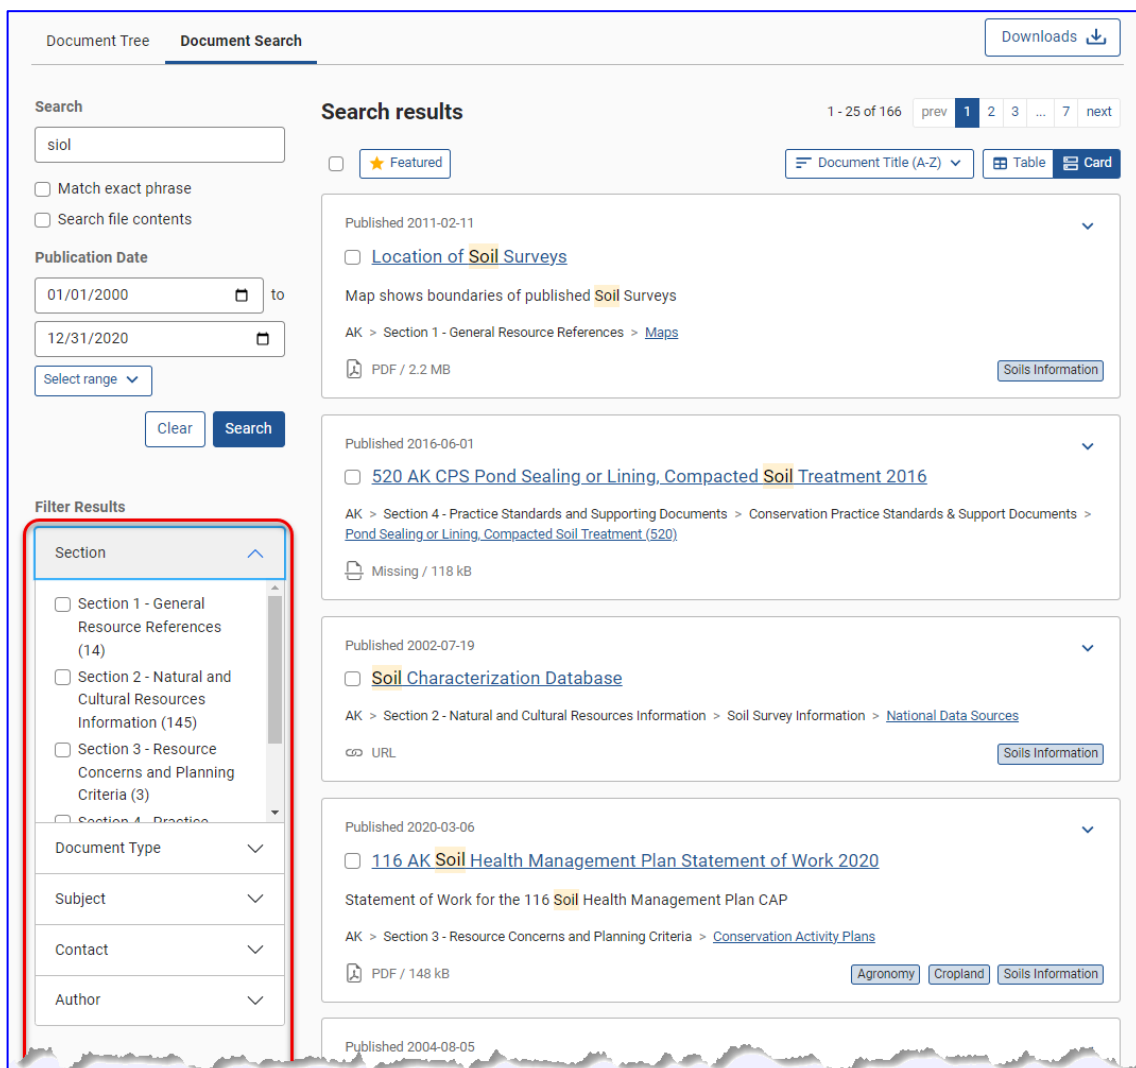 Document Tree
Document Search
Downloads
Search
siol
Match exact phrase
Search file contents
Publication Date
01/01/2000 to
12/31/2020
Select range
Clear
Search
Filter Results
Section
Section 1 - General
Resource References
(14)
Section 2 - Natural and
Cultural Resources
Information (145)
Section 3 - Resource
Concerns and Planning
Criteria (3)
Section 4 - Practice
Document Type
Subject
Contact
Author
Search results
1 - 25 of 166 prev 1 2 3 ... 7 next
Featured
Document Title (A-Z)
Table
Card
Published 2011-02-11
Location of Soil Surveys
Map shows boundaries of published Soil Surveys
AK > Section 1 - General Resource References > Maps
PDF / 2.2 MB
Soils Information
Published 2016-06-01
520 AK CPS Pond Sealing or Lining, Compacted Soil Treatment 2016
AK > Section 4 - Practice Standards and Supporting Documents > Conservation Practice Standards & Support Documents >
Pond Sealing or Lining, Compacted Soil Treatment (520)
Missing / 118 kB
Published 2002-07-19
Soil Characterization Database
AK > Section 2 - Natural and Cultural Resources Information > Soil Survey Information > National Data Sources
URL
Soils Information
Published 2020-03-06
116 AK Soil Health Management Plan Statement of Work 2020
Statement of Work for the 116 Soil Health Management Plan CAP
AK > Section 3 - Resource Concerns and Planning Criteria > Conservation Activity Plans
PDF / 148 kB
Agronomy Cropland Soils Information
Published 2004-08-05